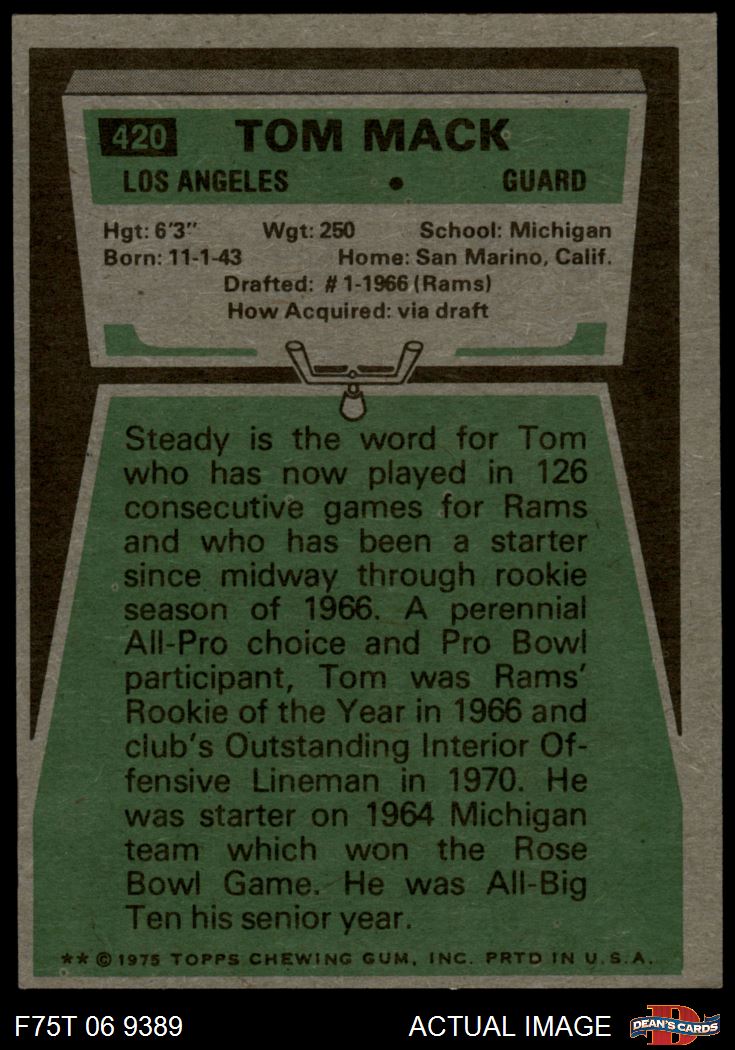 420 TOM MACK
LOS ANGELES • GUARD
Hgt: 6'3" Wgt: 250 School: Michigan
Born: 11-1-43 Home: San Marino, Calif.
Drafted: #1-1966 (Rams)
How Acquired: via draft
Steady is the word for Tom
who has now played in 126
consecutive games for Rams
and who has been a starter
since midway through rookie
season of 1966. A perennial
All-Pro choice and Pro Bowl
participant, Tom was Rams'
Rookie of the Year in 1966 and
club's Outstanding Interior Of-
fensive Lineman in 1970. He
was starter on 1964 Michigan
team which won the Rose
Bowl Game. He was All-Big
Ten his senior year.
** © 1975 TOPPS CHEWING GUM, INC. PRTD IN U.S.A.
F75T 06 9389 ACTUAL IMAGE D DEAN'S CARDS